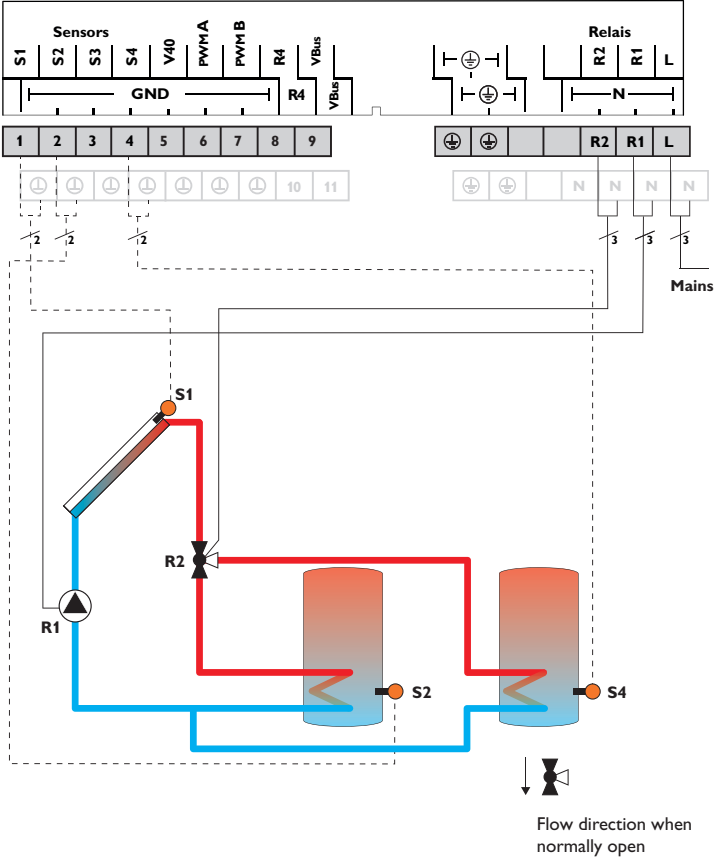 Sensors
Relais
S1 S2 S3 S4 V40 PWM A PWM B R4 VBus
R2 R1 L
GND R4 VBus
N
1 2 3 4 5 6 7 8 9
R2 R1 L
10 11
N N N N
2 2 2
3 3 3
Mains
S1
R2
R1
S2
S4
Flow direction when
normally open